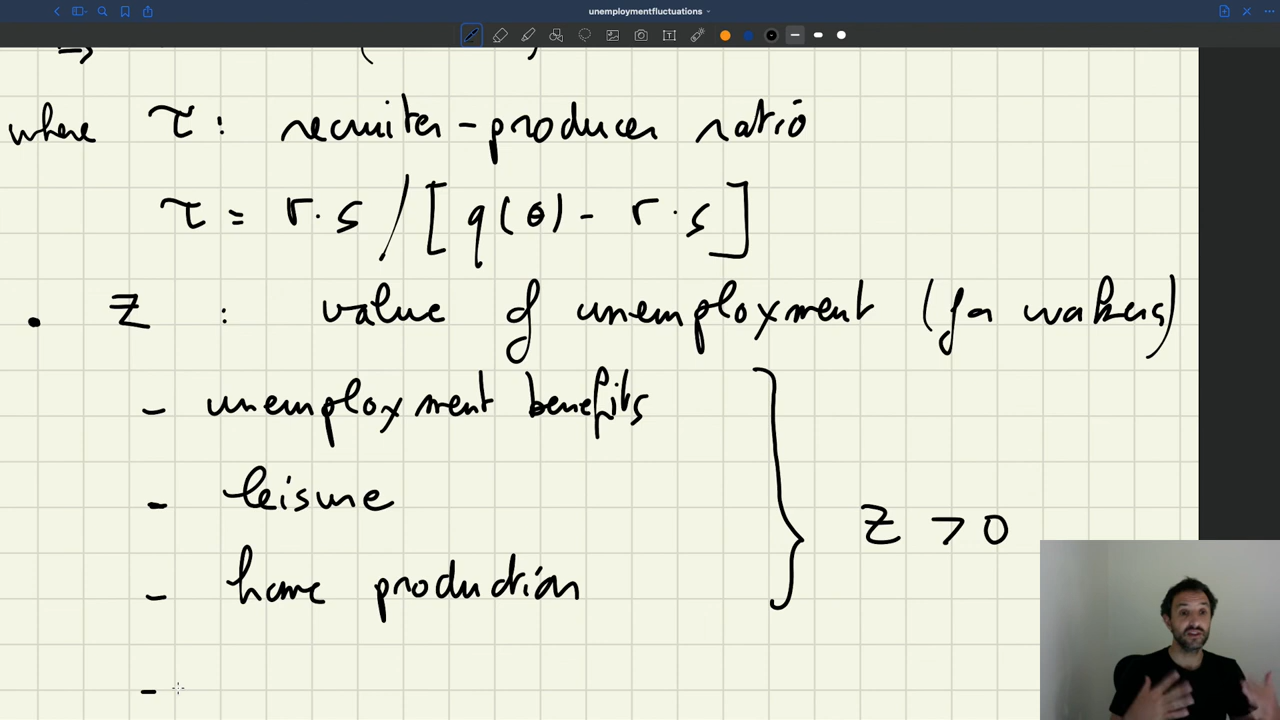 unemploymentfluctuations
where τ: recruiter-producer ratio
τ = r.s / [q(θ) - r.s]
• z : value of unemployment (for workers)
- unemployment benefits
- leisure
- home production
z > 0
-